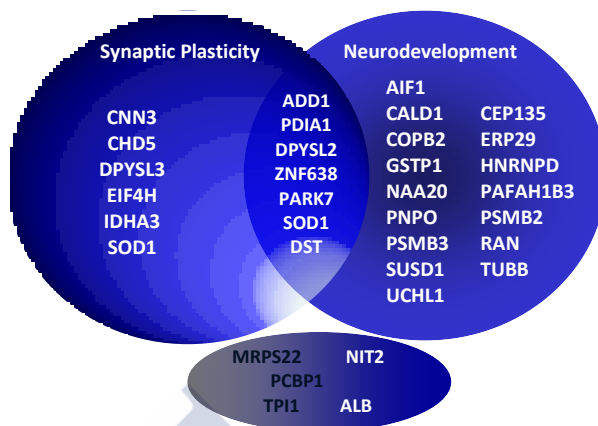 Synaptic Plasticity
Neurodevelopment
CNN3
CHD5
DPYSL3
EIF4H
IDHA3
SOD1
ADD1
PDIA1
DPYSL2
ZNF638
PARK7
SOD1
DST
AIF1
CALD1 CEP135
COPB2 ERP29
GSTP1 HNRNPD
NAA20 PAFAH1B3
PNPO PSMB2
PSMB3 RAN
SUSD1 TUBB
UCHL1
MRPS22 NIT2
PCBP1
TPI1 ALB